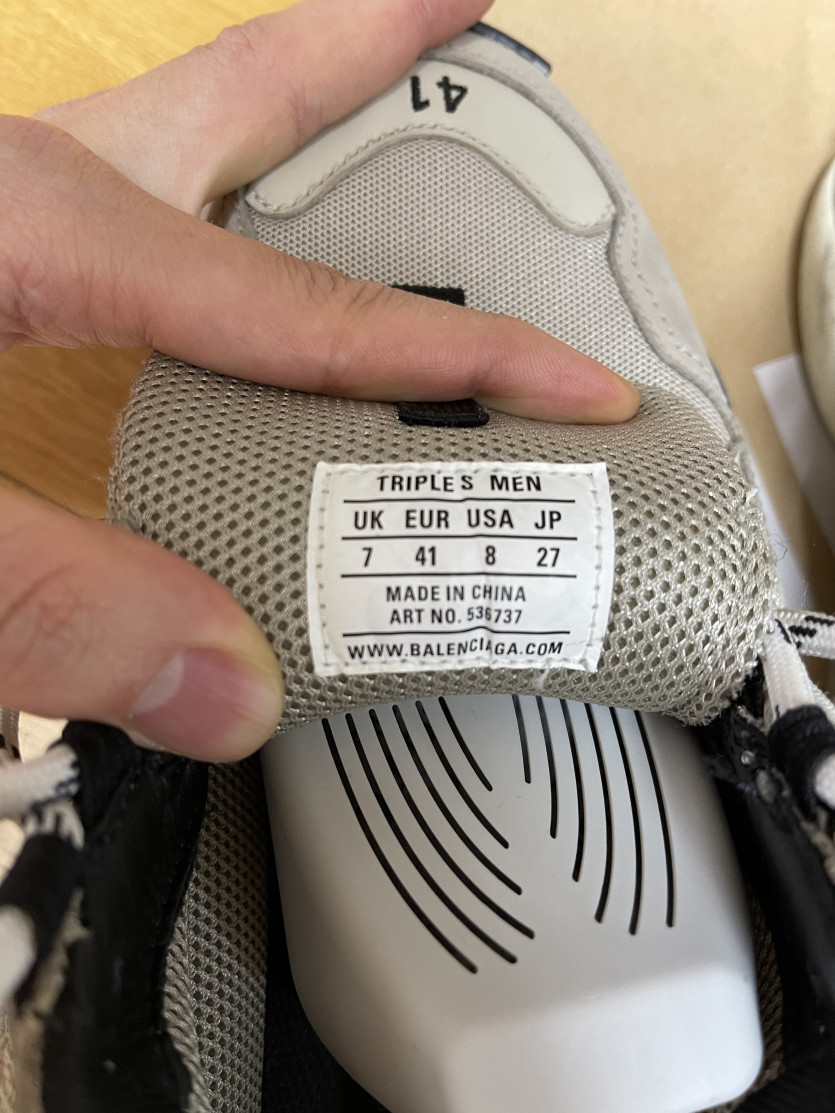 41
TRIPLE S MEN
UK EUR USA JP
7 41 8 27
MADE IN CHINA
ART NO. 536737
WWW.BALENCIAGA.COM